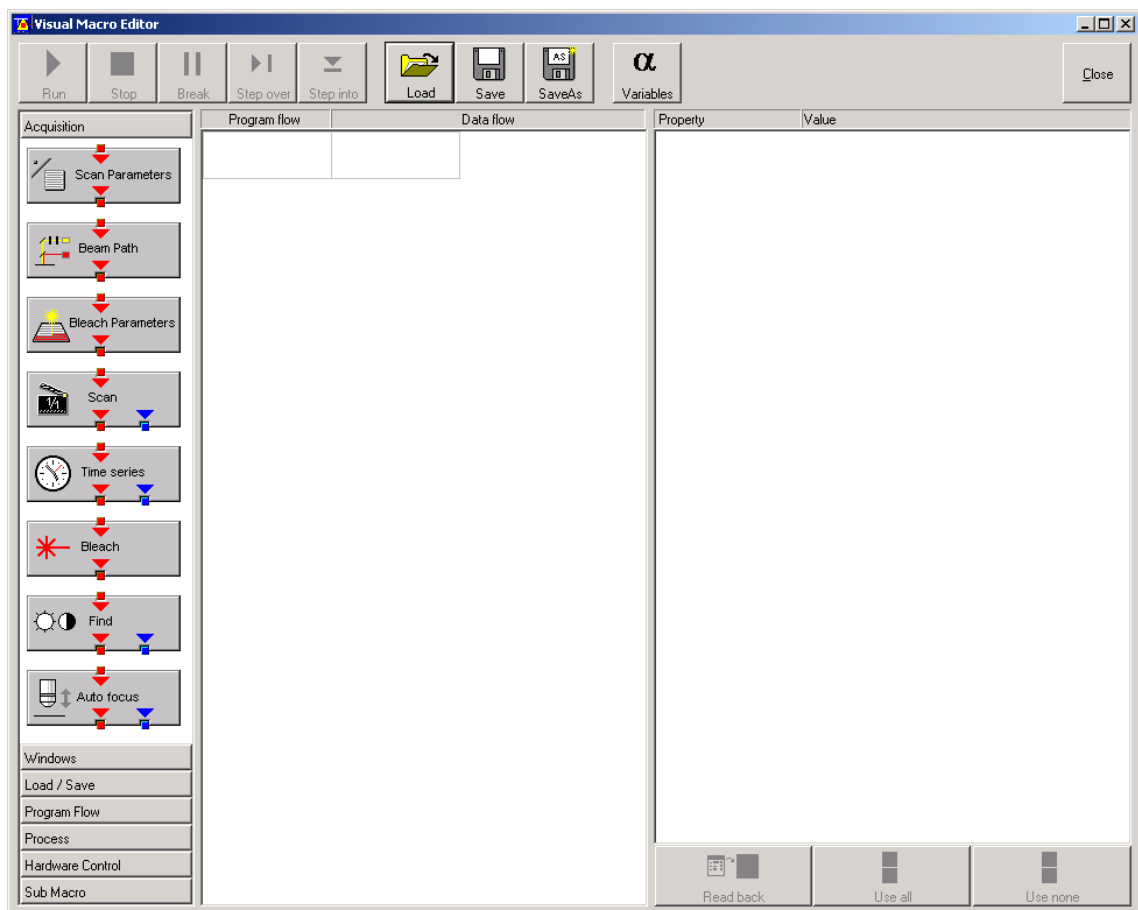 Visual Macro Editor
Run
Stop
Break
Step over
Step into
Load
Save
AS
SaveAs
α
Variables
Close
Acquisition
Program flow
Data flow
Property
Value
Scan Parameters
Beam Path
Bleach Parameters
1/1
Scan
Time series
Bleach
Find
Auto focus
Windows
Load / Save
Program Flow
Process
Hardware Control
Sub Macro
Read back
Use all
Use none